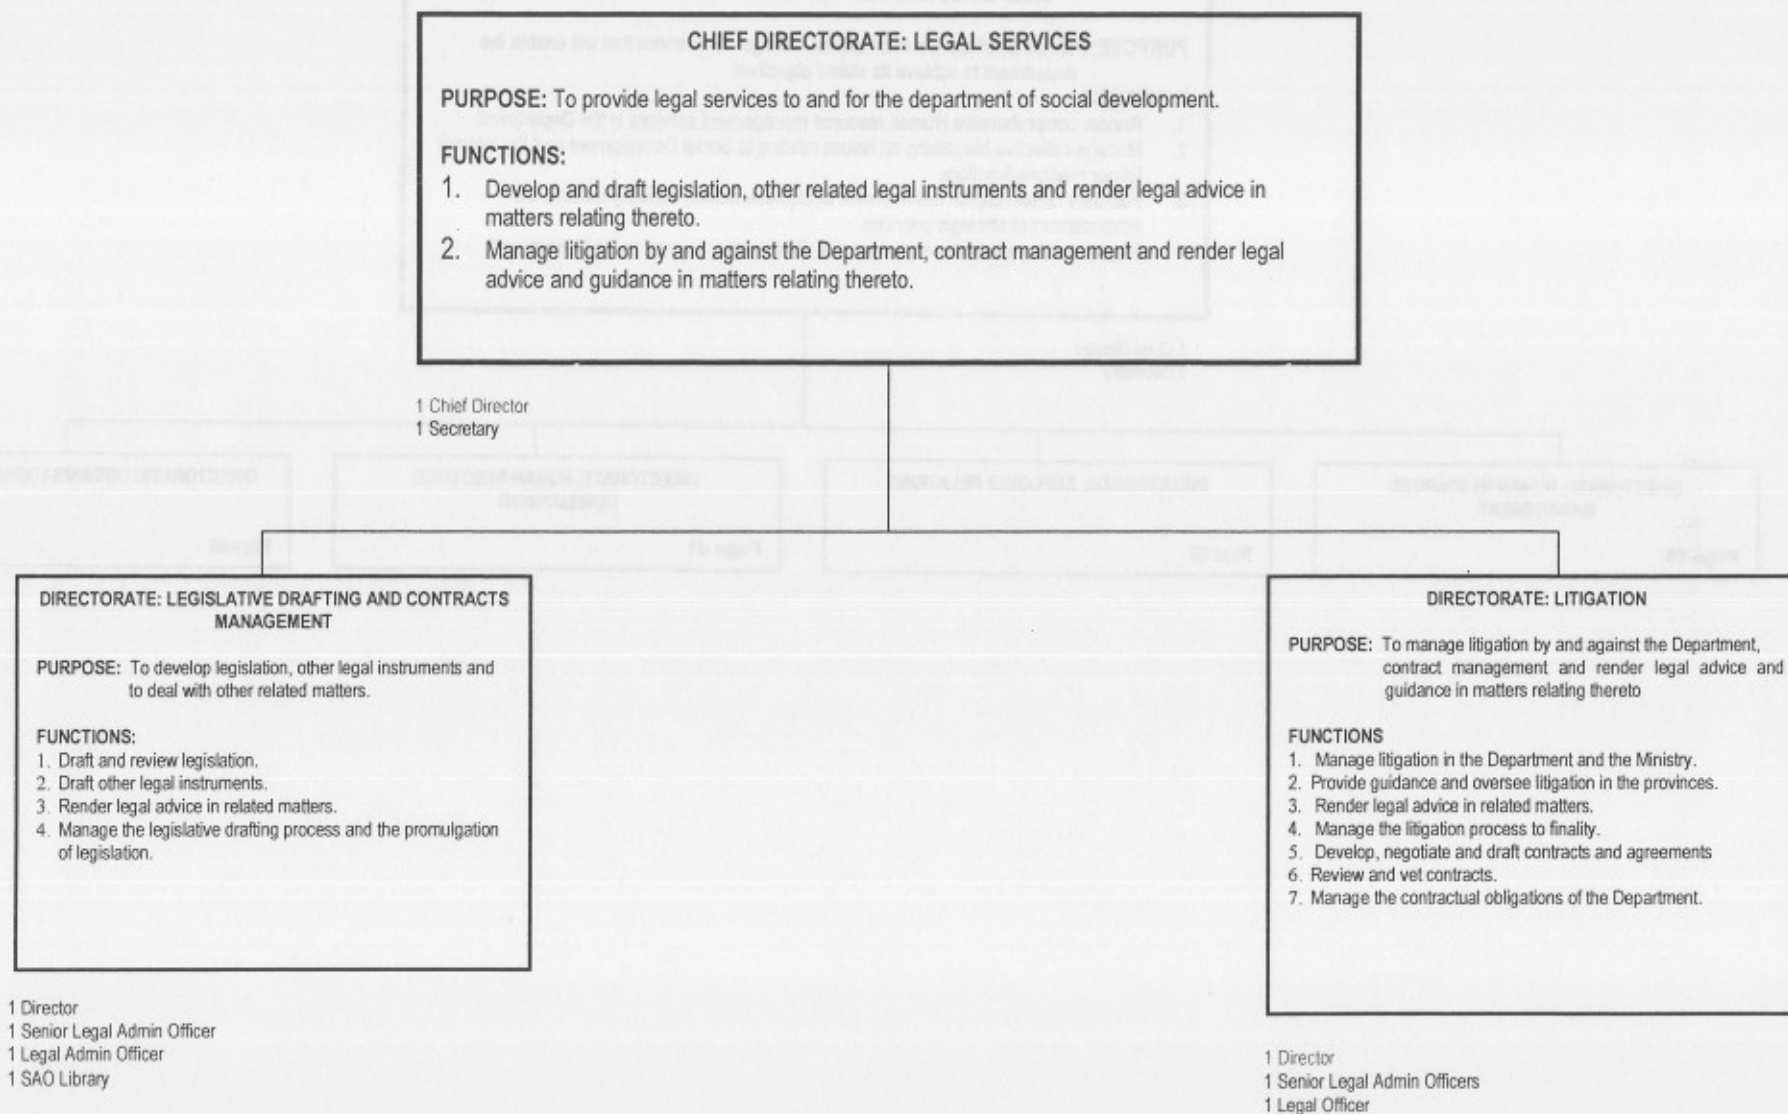 CHIEF DIRECTORATE: LEGAL SERVICES
PURPOSE: To provide legal services to and for the department of social development.
FUNCTIONS:
1. Develop and draft legislation, other related legal instruments and render legal advice in
matters relating thereto.
2. Manage litigation by and against the Department, contract management and render legal
advice and guidance in matters relating thereto.
1 Chief Director
1 Secretary
DIRECTORATE: LEGISLATIVE DRAFTING AND CONTRACTS
MANAGEMENT
PURPOSE: To develop legislation, other legal instruments and
to deal with other related matters.
FUNCTIONS:
1. Draft and review legislation.
2. Draft other legal instruments.
3. Render legal advice in related matters.
4. Manage the legislative drafting process and the promulgation
of legislation.
1 Director
1 Senior Legal Admin Officer
1 Legal Admin Officer
1 SAO Library
DIRECTORATE: LITIGATION
PURPOSE: To manage litigation by and against the Department,
contract management and render legal advice and
guidance in matters relating thereto
FUNCTIONS
1. Manage litigation in the Department and the Ministry.
2. Provide guidance and oversee litigation in the provinces.
3. Render legal advice in related matters.
4. Manage the litigation process to finality.
5. Develop, negotiate and draft contracts and agreements
6. Review and vet contracts.
7. Manage the contractual obligations of the Department.
1 Director
1 Senior Legal Admin Officers
1 Legal Officer